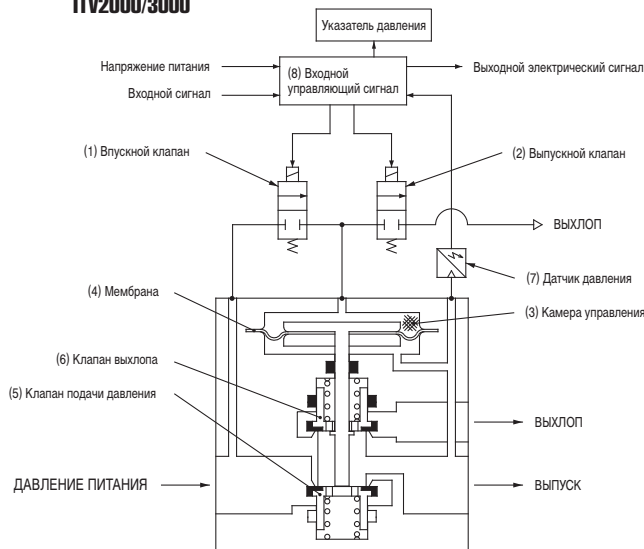 ITV2000/3000
Указатель давления
Напряжение питания
(8) Входной
управляющий сигнал
Выходной электрический сигнал
Входной сигнал
(1) Впускной клапан
(2) Выпускной клапан
ВЫХЛОП
(7) Датчик давления
(4) Мембрана
(3) Камера управления
(6) Клапан выхлопа
(5) Клапан подачи давления
ВЫХЛОП
ДАВЛЕНИЕ ПИТАНИЯ
ВЫПУСК